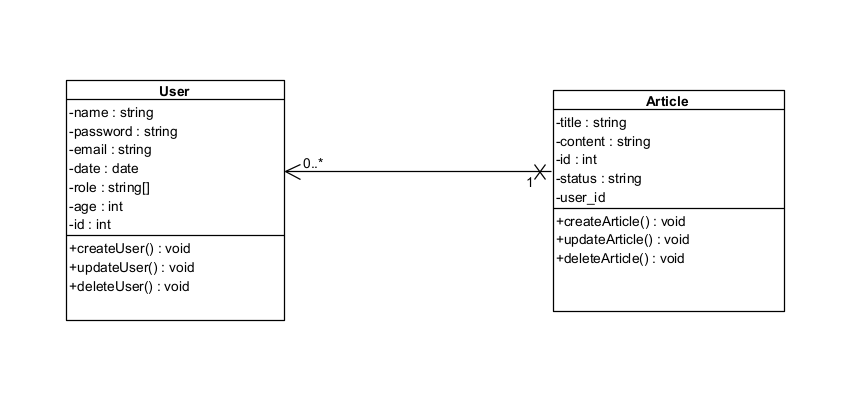 User
-name : string
-password : string
-email : string
-date : date
-role : string[]
-age : int
-id : int
+createUser() : void
+updateUser() : void
+deleteUser() : void
0..*
1
Article
-title : string
-content : string
-id : int
-status : string
-user_id
+createArticle() : void
+updateArticle() : void
+deleteArticle() : void